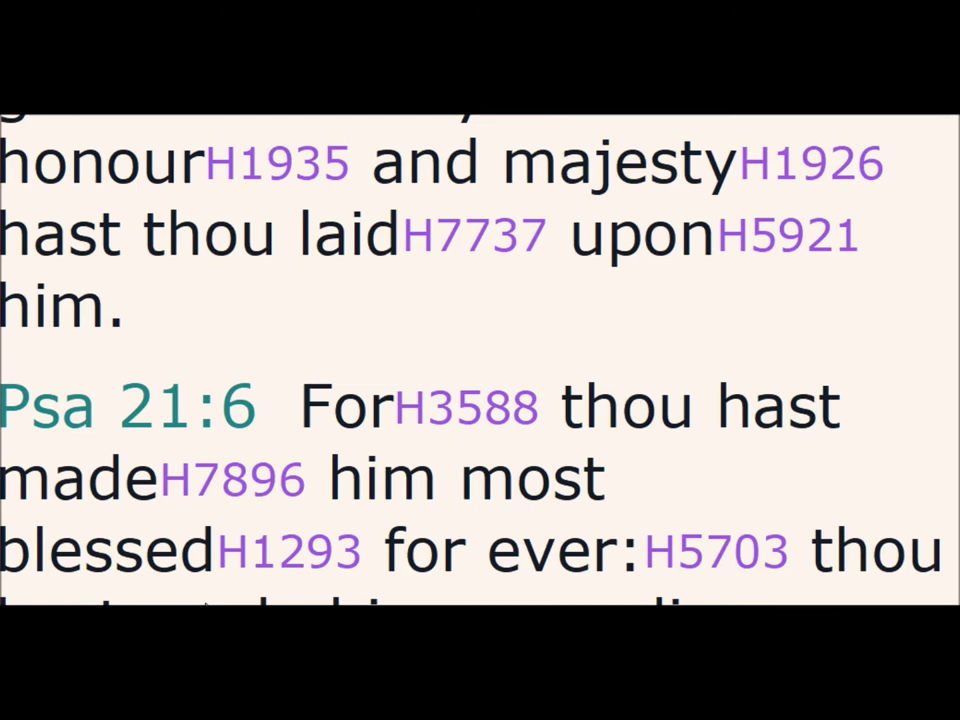 honourH1935 and majestyH1926
hast thou laidH7737 uponH5921
him.
Psa 21:6 ForH3588 thou hast
madeH7896 him most
blessedH1293 for ever:H5703 thou